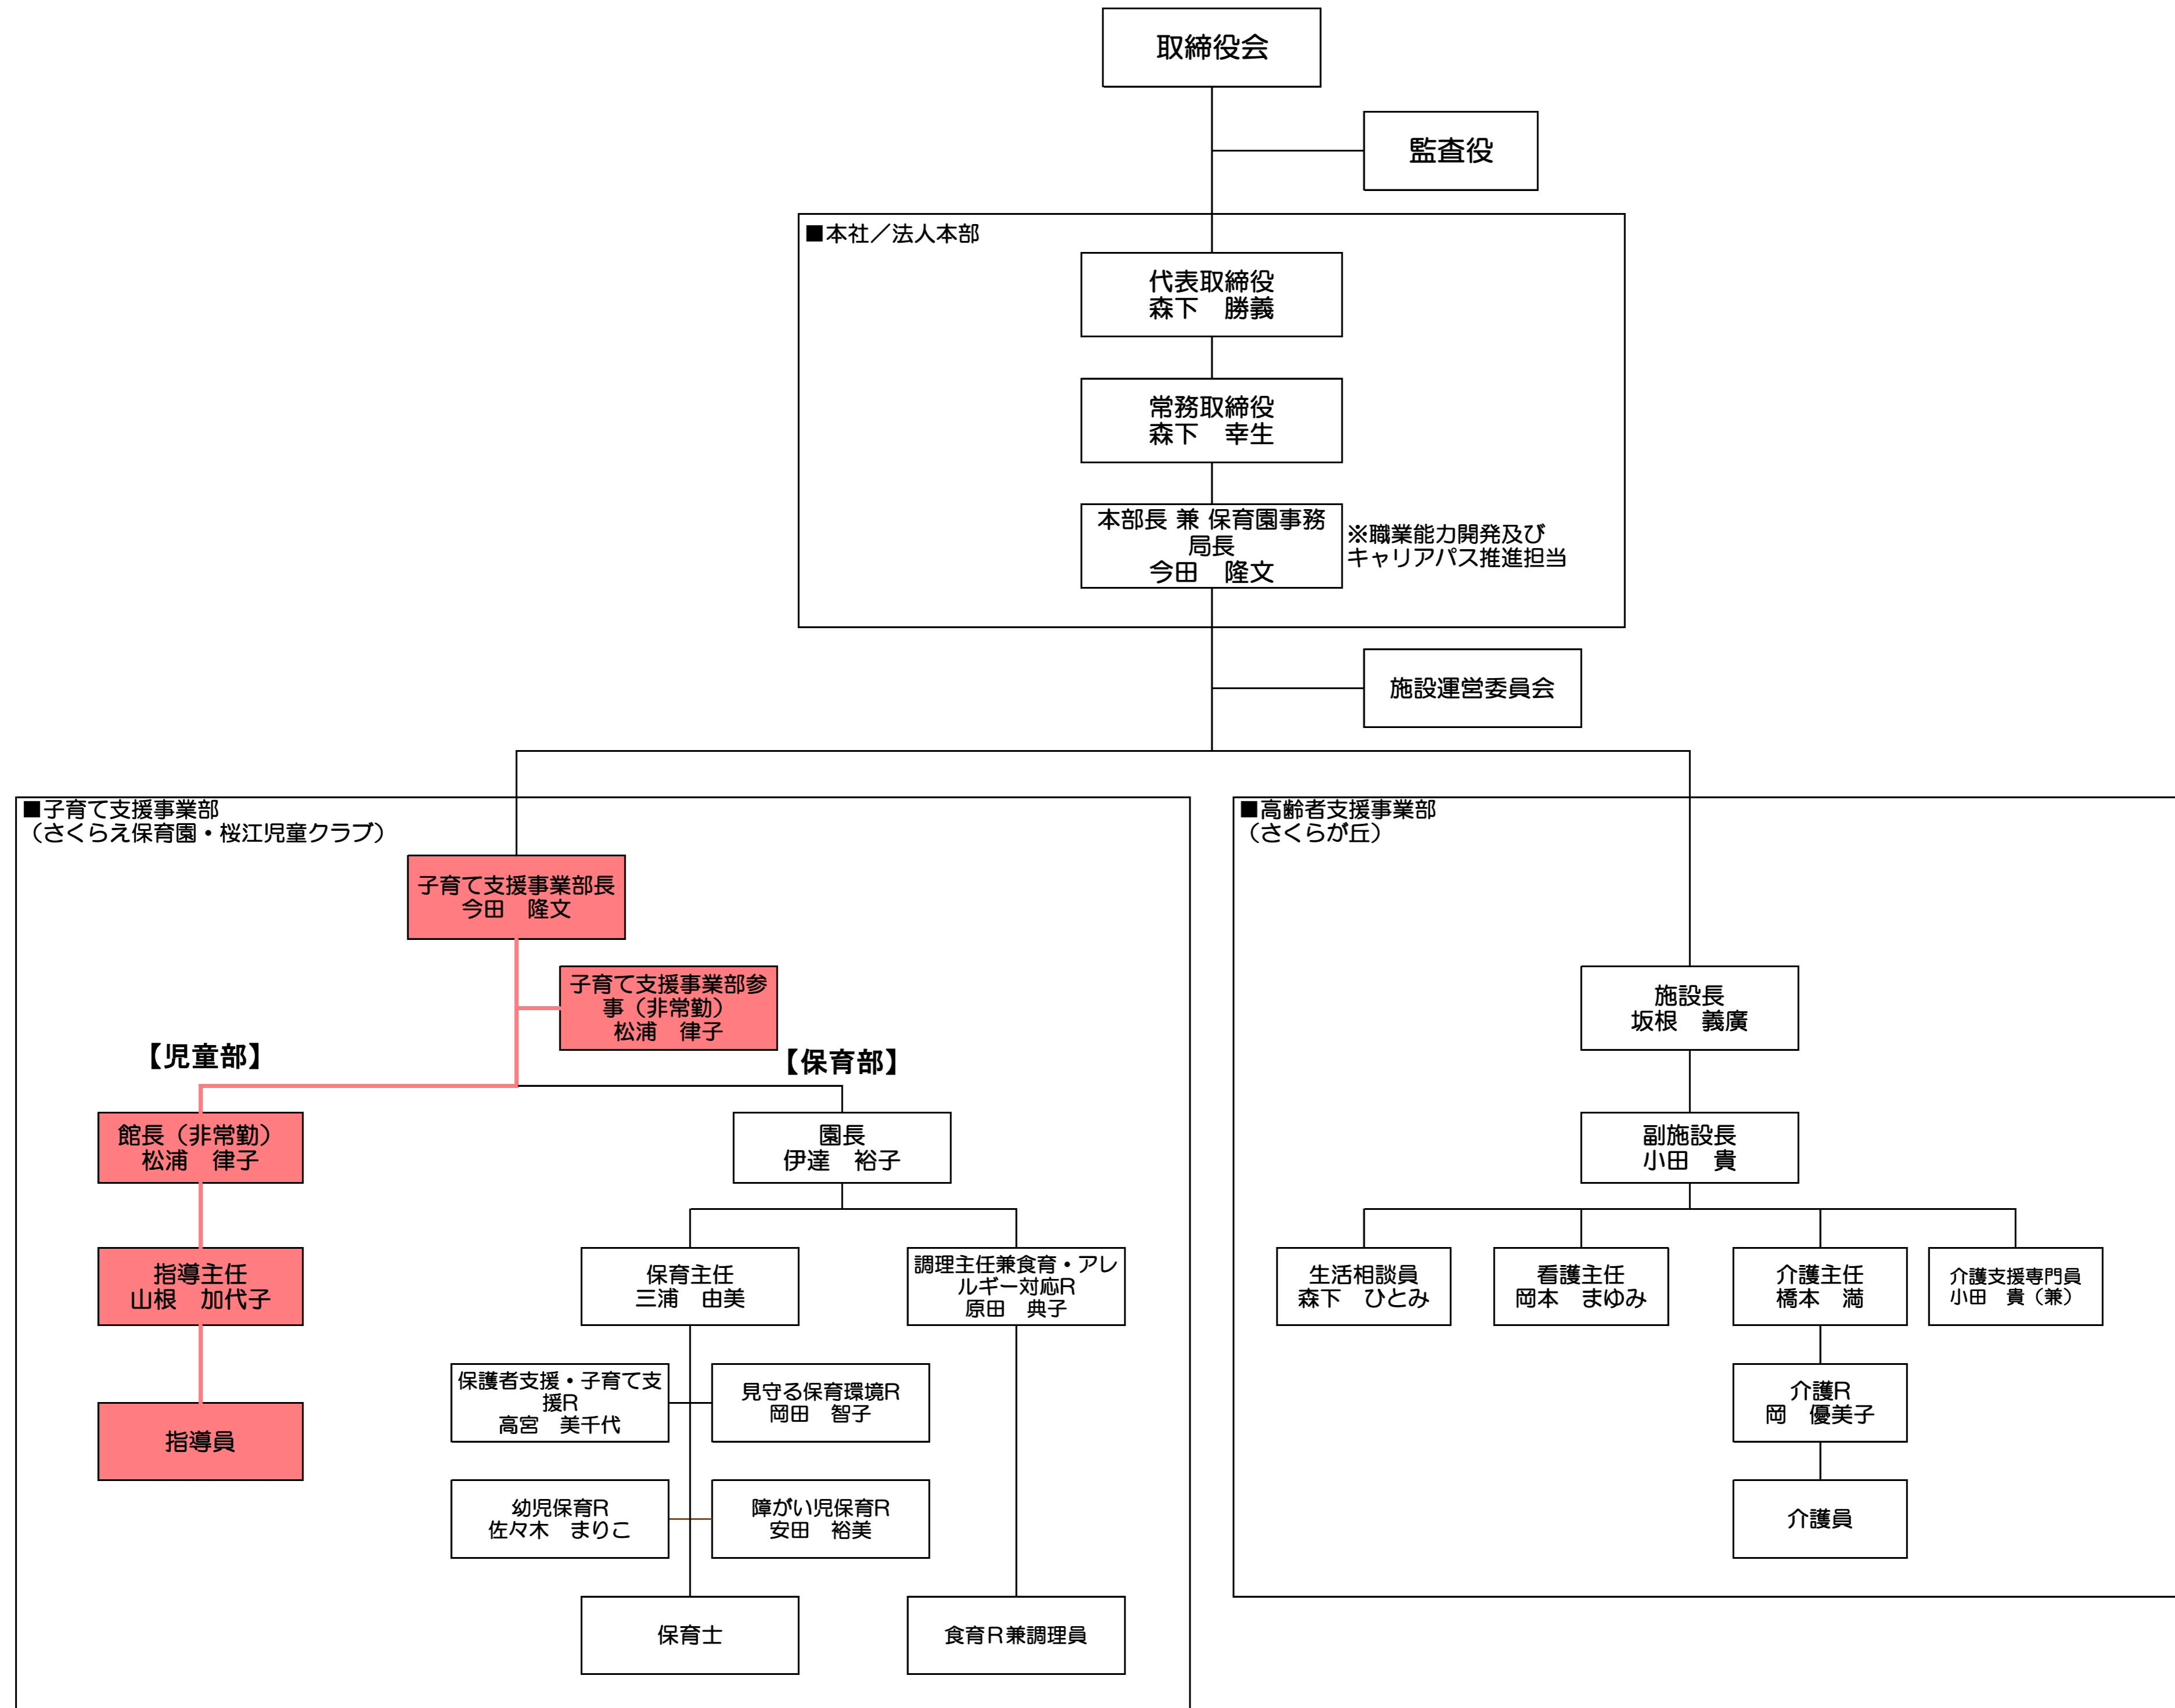 取締役会
監査役
■本社／法人本部
代表取締役
森下　勝義
常務取締役
森下　幸生
本部長 兼 保育園事務
局長
今田　隆文
※職業能力開発及び
キャリアパス推進担当
施設運営委員会
■子育て支援事業部
（さくらえ保育園・桜江児童クラブ）
子育て支援事業部長
今田　隆文
子育て支援事業部参
事（非常勤）
松浦　律子
【児童部】
館長（非常勤）
松浦　律子
指導主任
山根　加代子
指導員
【保育部】
園長
伊達　裕子
保育主任
三浦　由美
調理主任兼食育・アレ
ルギー対応R
原田　典子
保護者支援・子育て支
援R
高宮　美千代
見守る保育環境R
岡田　智子
幼児保育R
佐々木　まりこ
障がい児保育R
安田　裕美
保育士
食育Ｒ兼調理員
■高齢者支援事業部
（さくらが丘）
施設長
坂根　義廣
副施設長
小田　貴
生活相談員
森下　ひとみ
看護主任
岡本　まゆみ
介護主任
橋本　満
介護支援専門員
小田　貴（兼）
介護R
岡　優美子
介護員